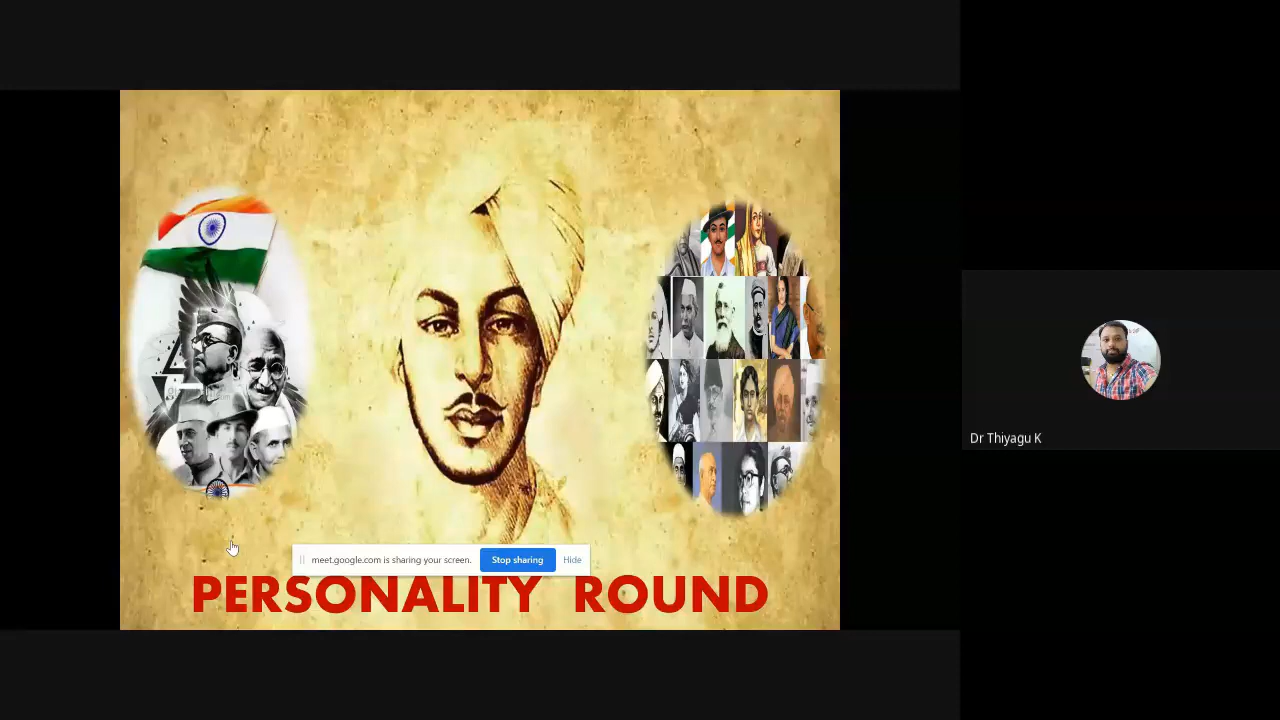 meet.google.com is sharing your screen.
Stop sharing
Hide
PERSONALITY ROUND
Dr Thiyagu K